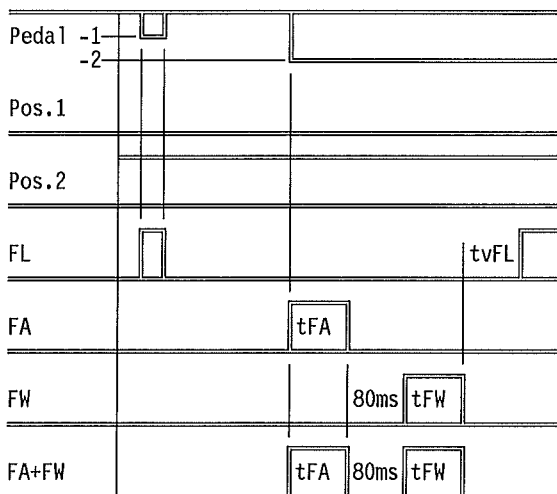 Pedal -1
-2
Pos.1
Pos.2
FL tvFL
FA tFA
FW 80ms tFW
FA+FW tFA 80ms tFW